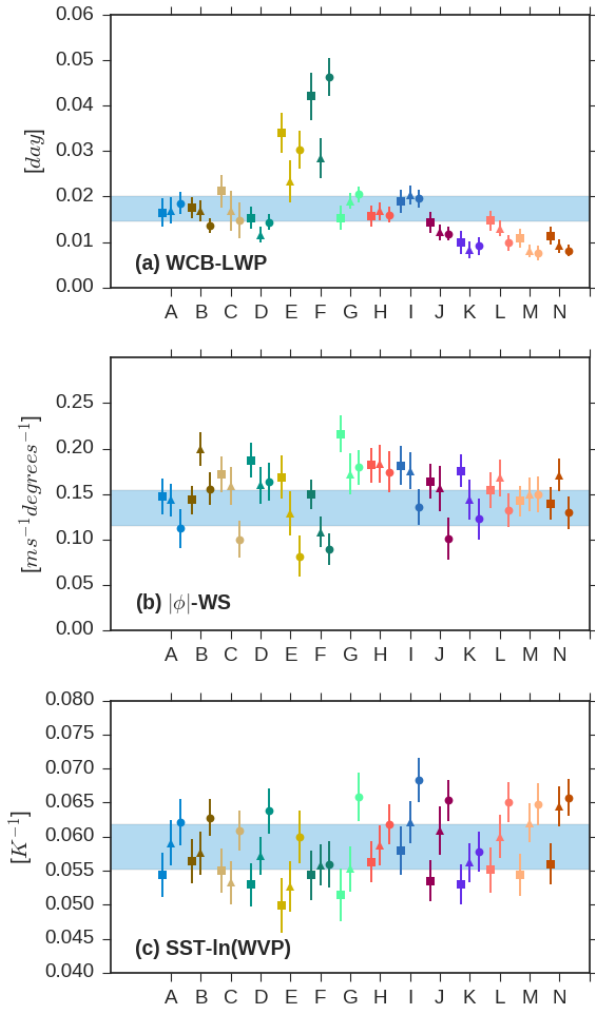 0.06
0.05
0.04
[day]
0.03
0.02
0.01
(a) WCB-LWP
0.00
A B C D E F G H I J K L M N
0.25
0.20
[ms⁻¹degrees⁻¹]
0.15
0.10
0.05
(b) |ϕ|-WS
0.00
A B C D E F G H I J K L M N
0.080
0.075
0.070
0.065
[K⁻¹]
0.060
0.055
0.050
0.045
(c) SST-ln(WVP)
0.040
A B C D E F G H I J K L M N